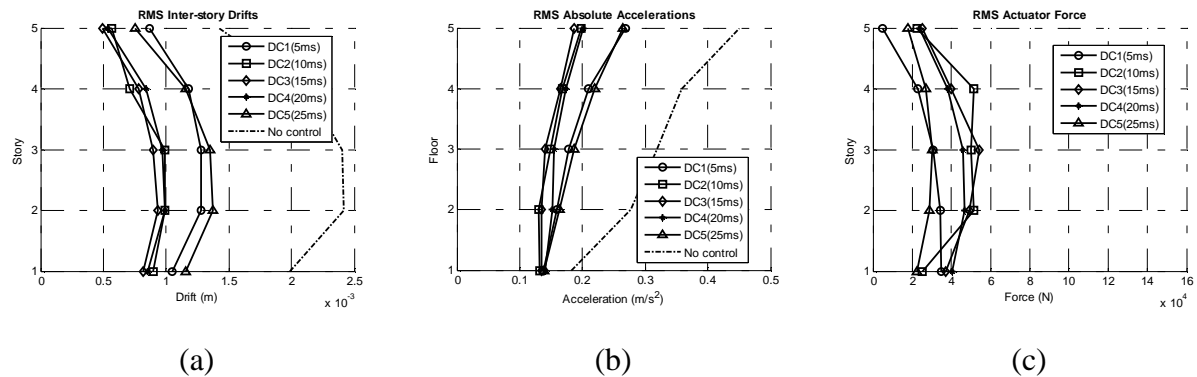 RMS Inter-story Drifts
5
4
3
2
1
Story
0
0.5
1
1.5
2
2.5
x 10-3
Drift (m)
DC1(5ms)
DC2(10ms)
DC3(15ms)
DC4(20ms)
DC5(25ms)
No control
(a)
RMS Absolute Accelerations
5
4
3
2
1
Floor
0
0.1
0.2
0.3
0.4
0.5
Acceleration (m/s2)
DC1(5ms)
DC2(10ms)
DC3(15ms)
DC4(20ms)
DC5(25ms)
No control
(b)
RMS Actuator Force
5
4
3
2
1
Story
0
2
4
6
8
10
12
14
16
x 104
Force (N)
DC1(5ms)
DC2(10ms)
DC3(15ms)
DC4(20ms)
DC5(25ms)
(c)